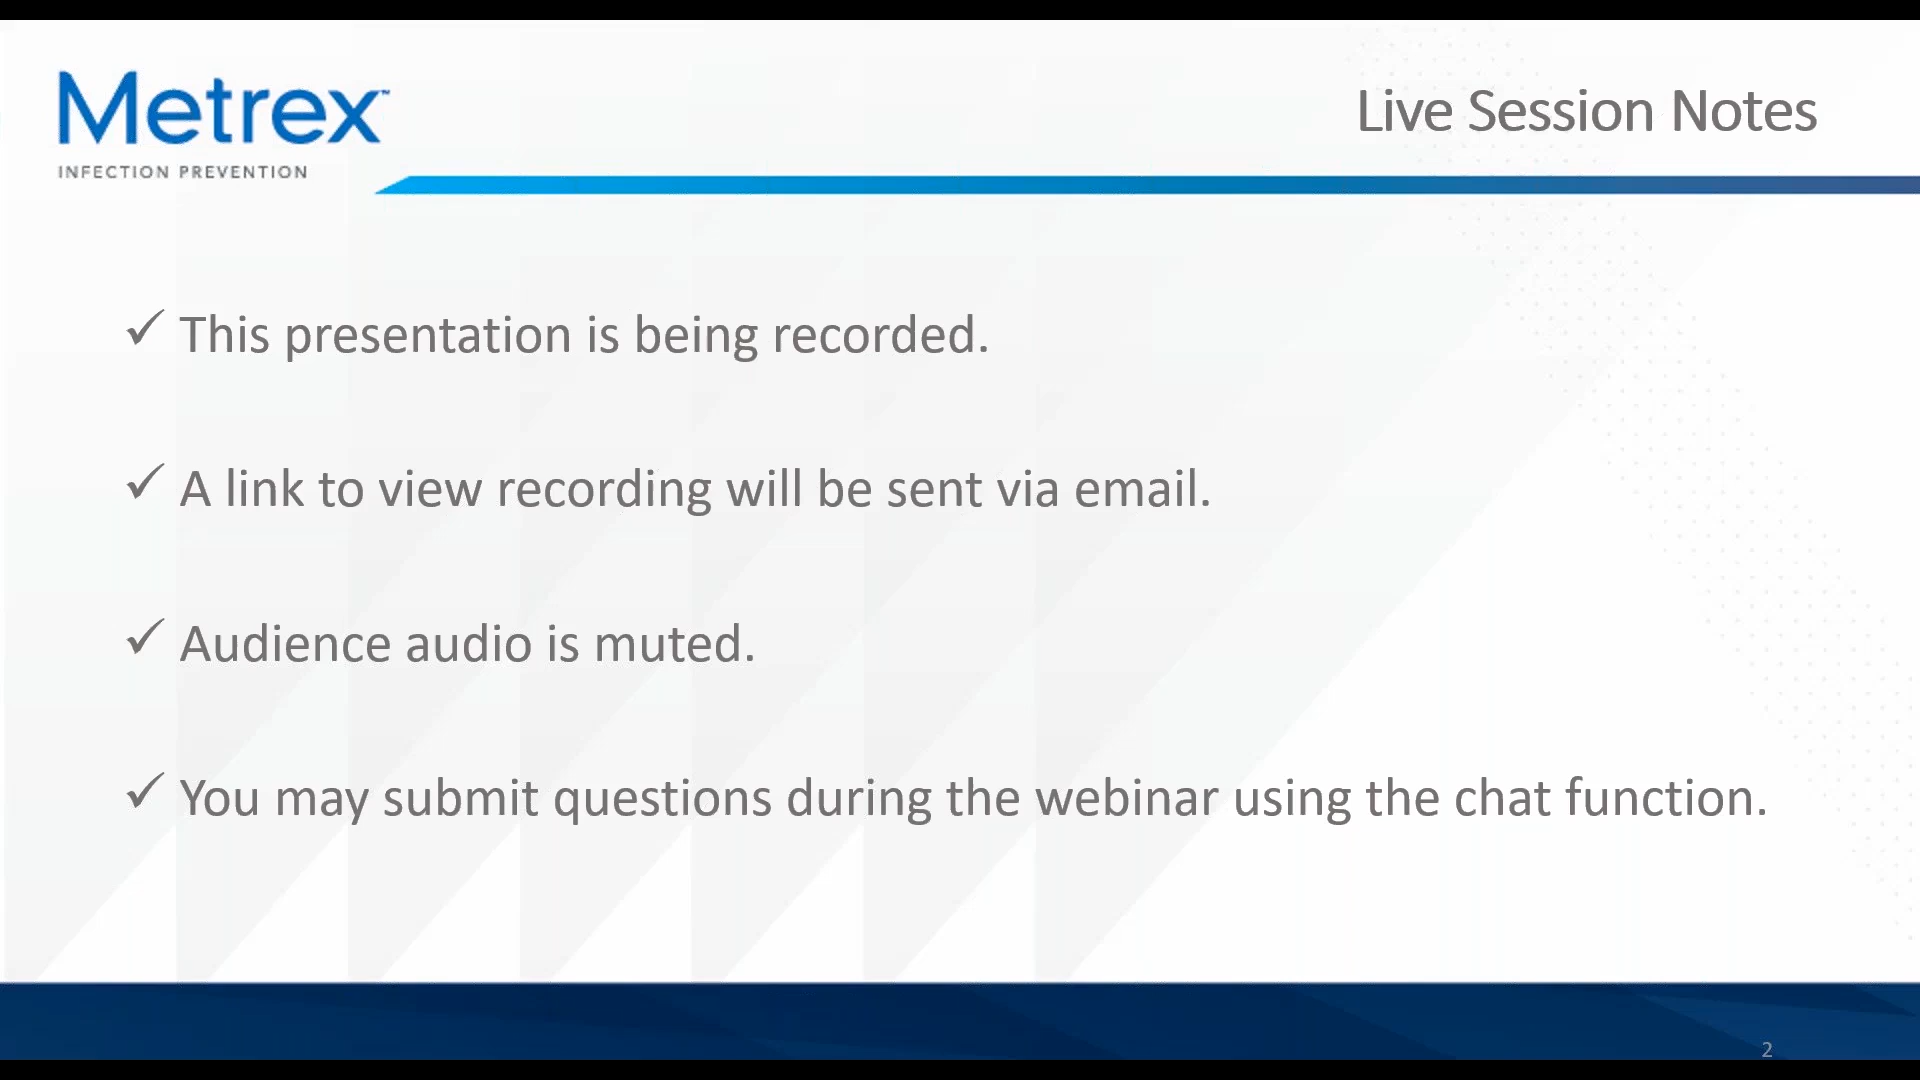 Metrex™
INFECTION PREVENTION
Live Session Notes
✓ This presentation is being recorded.
✓ A link to view recording will be sent via email.
✓ Audience audio is muted.
✓ You may submit questions during the webinar using the chat function.
2